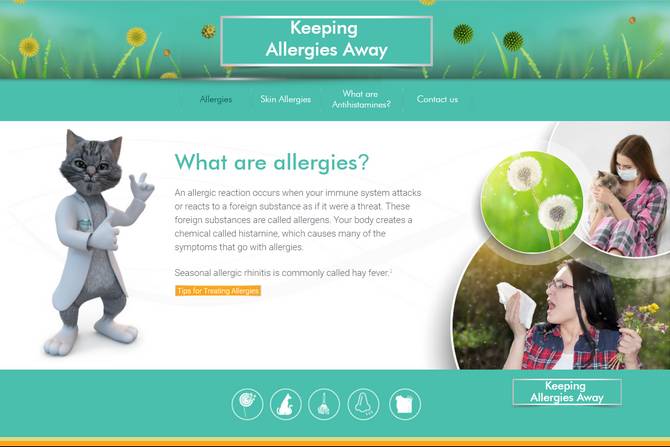 Keeping
Allergies Away
Allergies
Skin Allergies
What are
Antihistamines?
Contact us
What are allergies?
An allergic reaction occurs when your immune system attacks
or reacts to a foreign substance as if it were a threat. These
foreign substances are called allergens. Your body creates a
chemical called histamine, which causes many of the
symptoms that go with allergies.
Seasonal allergic rhinitis is commonly called hay fever.
Tips for Treating Allergies
Keeping
Allergies Away